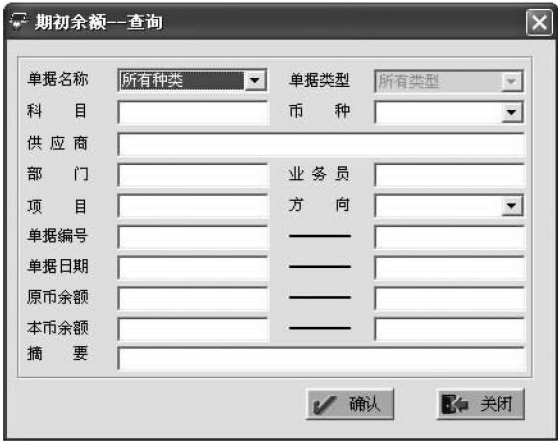 期初余额--查询
单据名称 所有种类 单据类型 所有类型
科 目 币 种
供 应 商
部 门 业 务 员
项 目 方 向
单据编号
单据日期
原币余额
本币余额
摘 要
确认 关闭